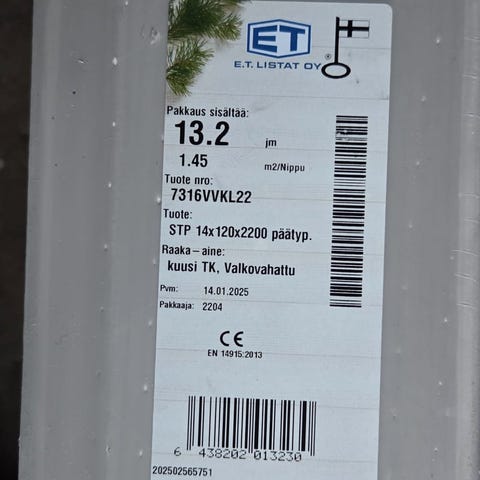 ET
E.T. LISTAT OY
Pakkaus sisältää:
13.2 jm
1.45 m2/Nippu
Tuote nro:
7316VVKL22
Tuote:
STP 14x120x2200 päätyp.
Raaka-aine:
kuusi TK, Valkovahattu
Pvm: 14.01.2025
Pakkaaja: 2204
CE
EN 14915:2013
6 438202 013230
202502565751